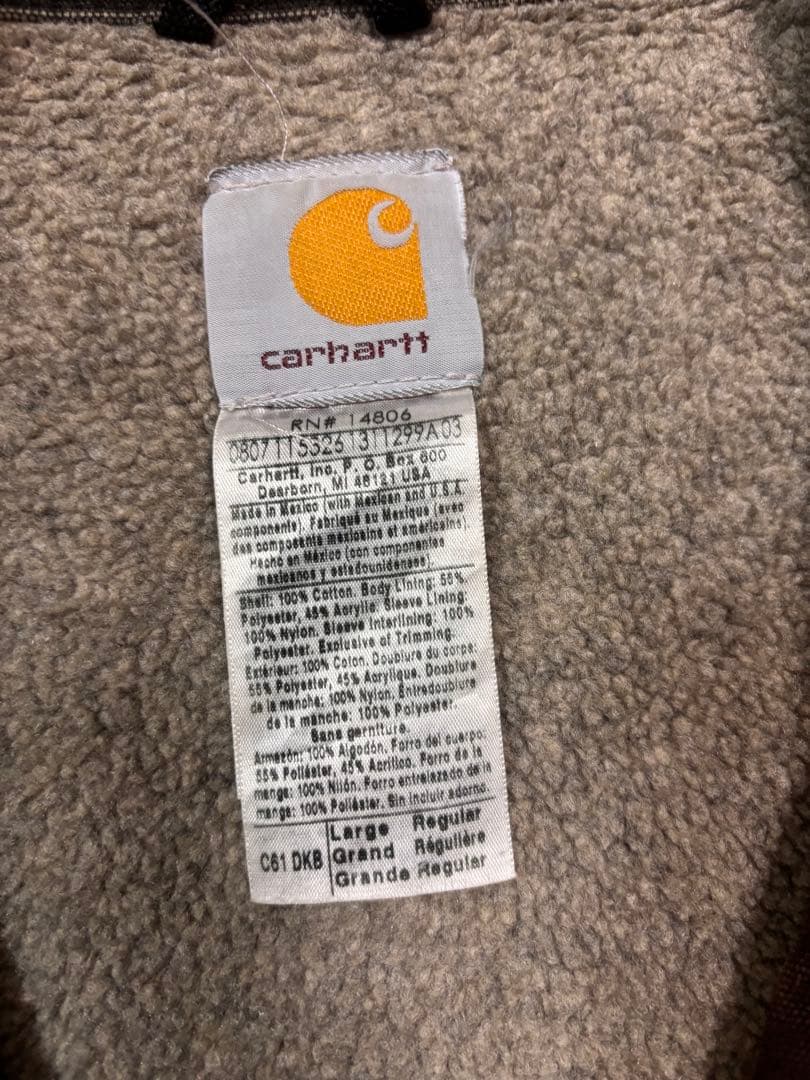 carhartt
RN# 14806
0807115326131 1299A03
Carhartt, Inc. P. O. Box 600
Dearborn, MI 48121 USA
Made in Mexico (with Mexican and U.S.A.
components). Fabriqué au Mexique (avec
des composants mexicains et américains).
Hecho en México (con componentes
mexicanos y estadounidenses).
Shell: 100% Cotton. Body Lining: 55%
Polyester, 45% Acrylic. Sleeve Lining:
100% Nylon. Sleeve Interlining: 100%
Polyester. Exclusive of Trimming.
Extérieur: 100% Coton. Doublure du corps:
55% Polyester, 45% Acrylique. Doublure
de la manche: 100% Nylon. Entredoublure
de la manche: 100% Polyester.
Sans garniture.
Armazón: 100% Algodón. Forro del cuerpo:
55% Poliéster, 45% Acrílico. Forro de la
manga: 100% Nilón. Forro entrelazado de la
manga: 100% Poliéster. Sin incluir adorno.
C61 DKB
Large Regular
Grand Régulière
Grande Regular